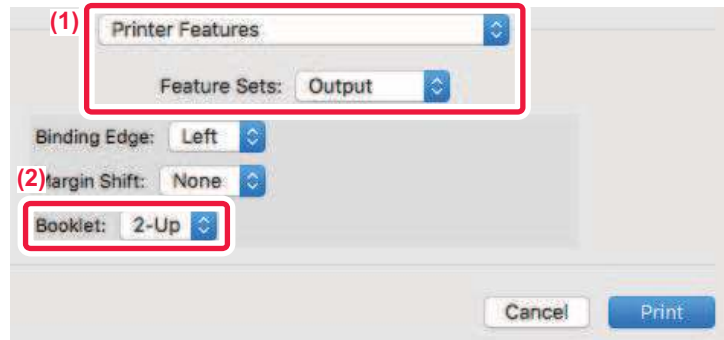 (1)
Printer Features
Feature Sets: Output
Binding Edge: Left
(2)
Margin Shift: None
Booklet: 2-Up
Cancel Print